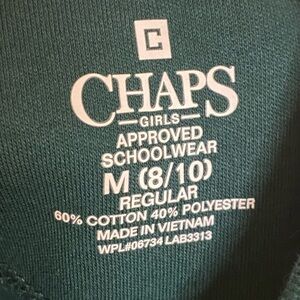 C
CHAPS
GIRLS
APPROVED
SCHOOLWEAR
M (8/10)
REGULAR
60% COTTON 40% POLYESTER
MADE IN VIETNAM
WPL#06734 LAB3313